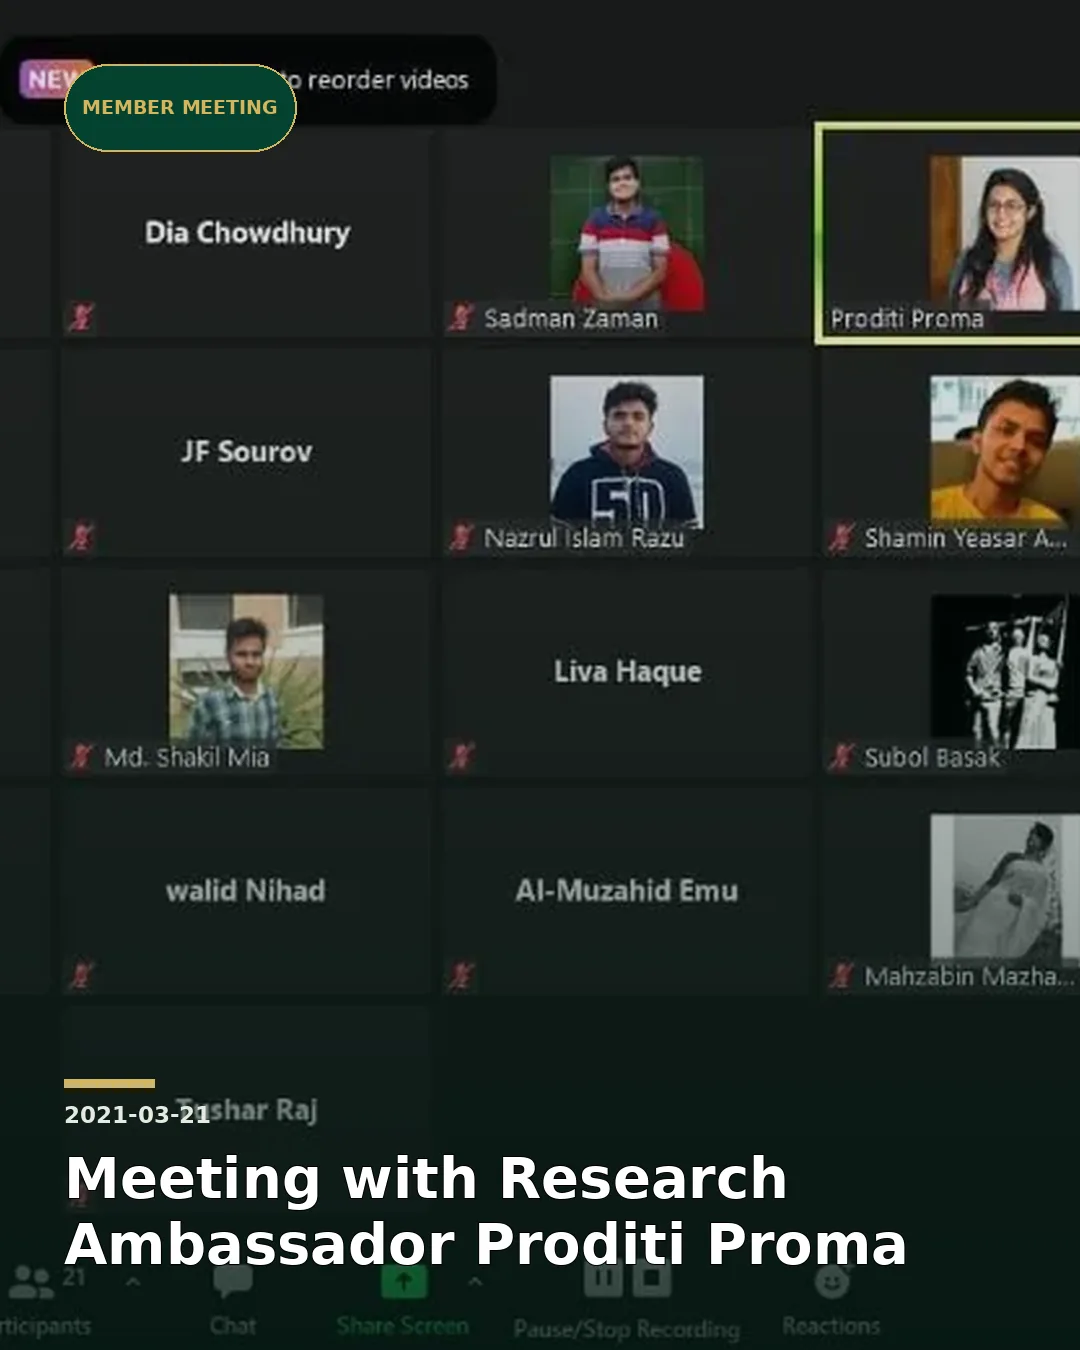 NEW to reorder videos
MEMBER MEETING
Dia Chowdhury
Sadman Zaman
Proditi Proma
JF Sourov
50
Nazrul Islam Razu
Shamin Yeasar A...
Md. Shakil Mia
Liva Haque
Subol Basak
walid Nihad
Al-Muzahid Emu
Mahzabin Mazha...
Tushar Raj
2021-03-21
Meeting with Research
Ambassador Proditi Proma
21
rticipants
Chat
Share Screen
Pause/Stop Recording
Reactions